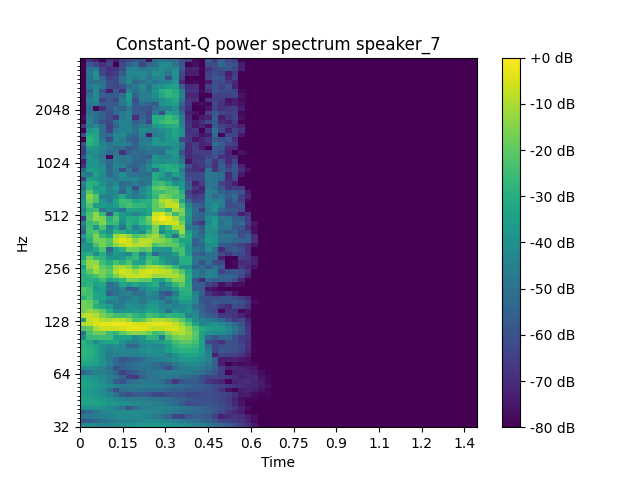 Constant-Q power spectrum speaker_7
Hz
2048
1024
512
256
128
64
32
0 0.15 0.3 0.45 0.6 0.75 0.9 1.1 1.2 1.4
Time
+0 dB
-10 dB
-20 dB
-30 dB
-40 dB
-50 dB
-60 dB
-70 dB
-80 dB